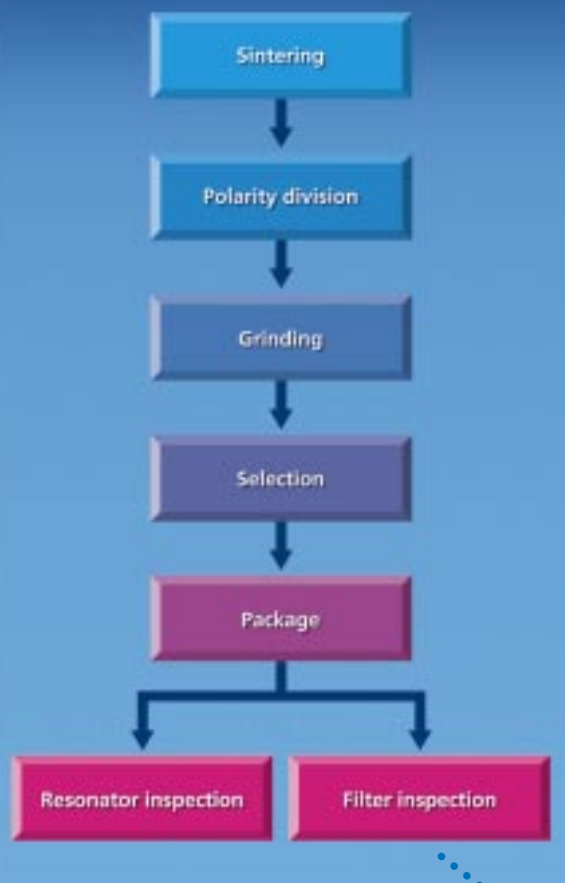 Sintering
Polarity division
Grinding
Selection
Package
Resonator inspection
Filter inspection